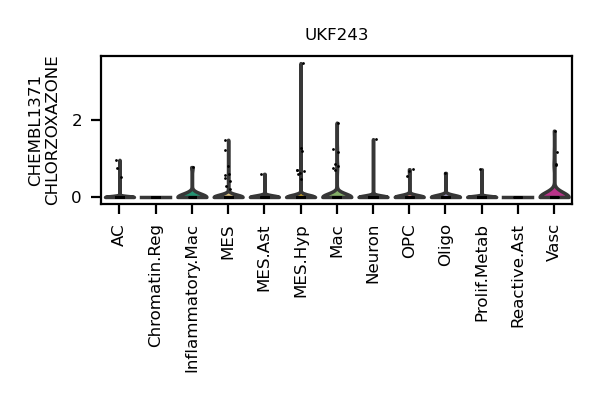 UKF243
CHEMBL1371
CHLORZOXAZONE
2
0
AC
Chromatin.Reg
Inflammatory.Mac
MES
MES.Ast
MES.Hyp
Mac
Neuron
OPC
Oligo
Prolif.Metab
Reactive.Ast
Vasc